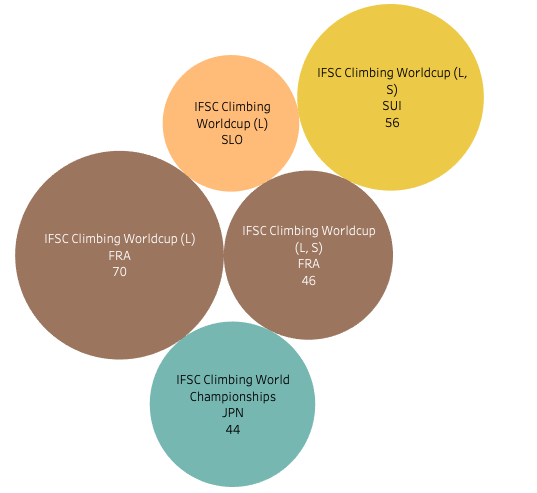 IFSC Climbing Worldcup (L,
S)
SUI
56
IFSC Climbing
Worldcup (L)
SLO
IFSC Climbing Worldcup (L)
FRA
70
IFSC Climbing Worldcup
(L, S)
FRA
46
IFSC Climbing World
Championships
JPN
44